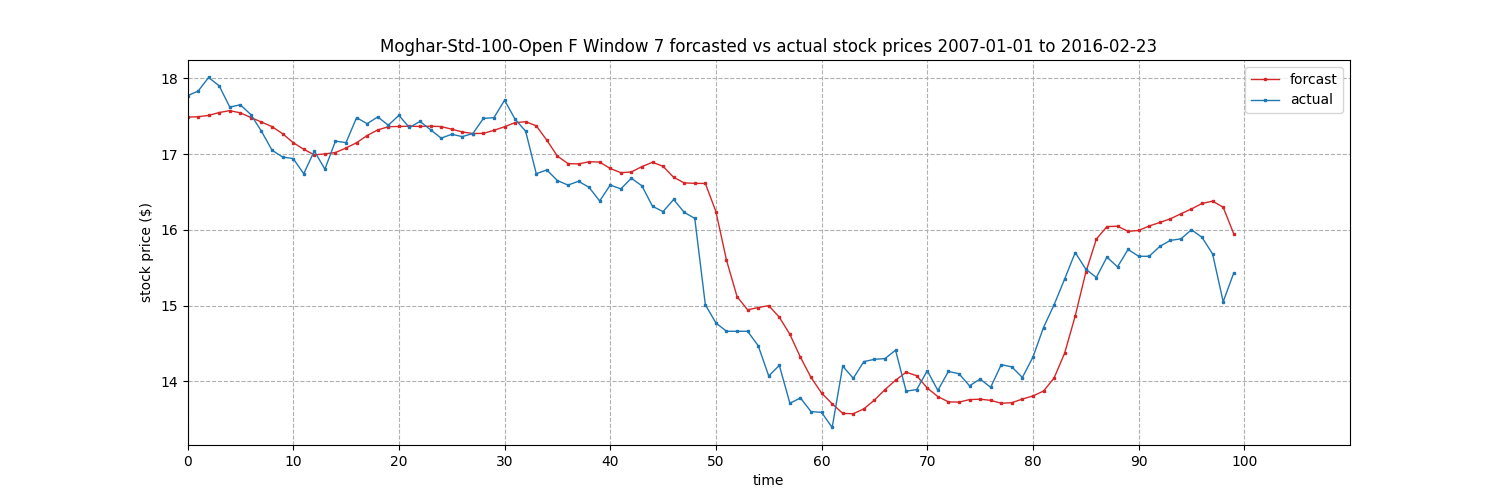 Moghar-Std-100-Open F Window 7 forcasted vs actual stock prices 2007-01-01 to 2016-02-23
forcast
actual
18
17
16
15
14
stock price ($)
0 10 20 30 40 50 60 70 80 90 100
time